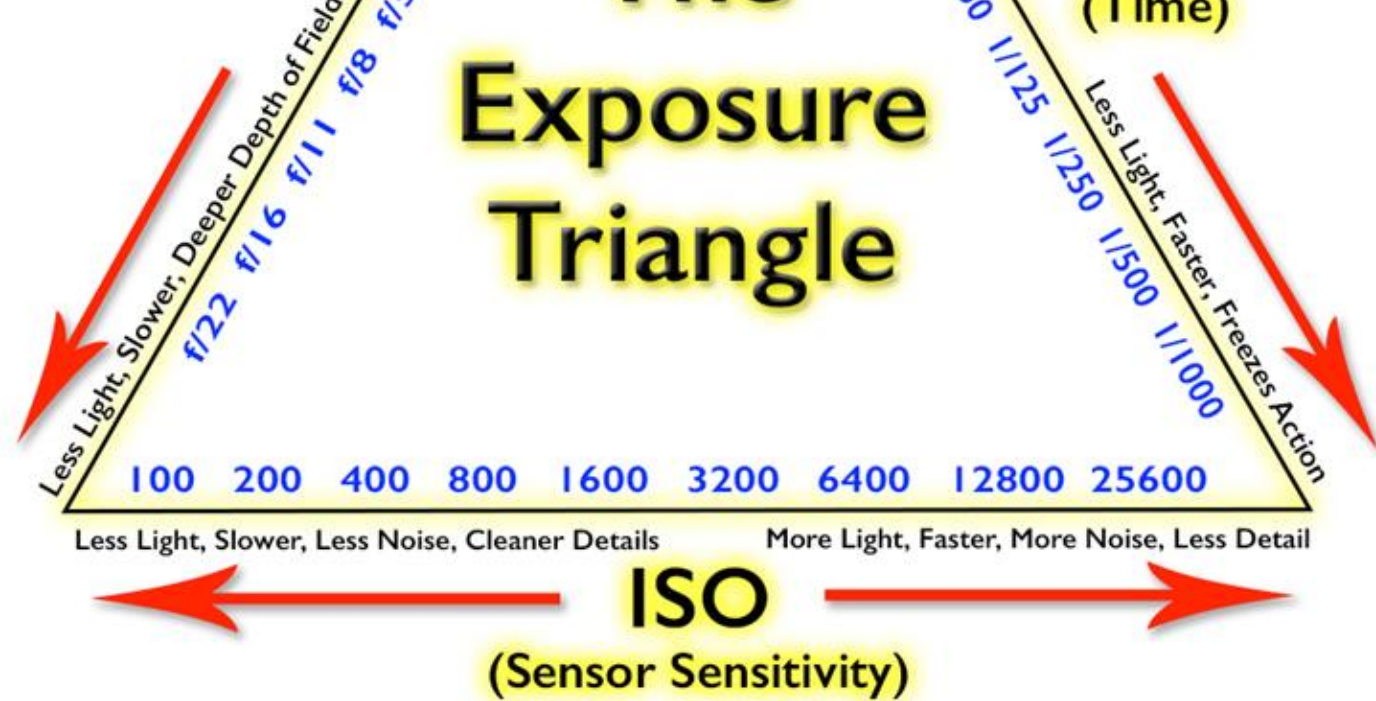 (Time)
Exposure
Triangle
Less Light, Slower, Deeper Depth of Field
f/8
f/11
f/16
f/22
1/125
1/250
1/500
1/1000
Less Light, Faster, Freezes Action
100 200 400 800 1600 3200 6400 12800 25600
Less Light, Slower, Less Noise, Cleaner Details
More Light, Faster, More Noise, Less Detail
ISO
(Sensor Sensitivity)